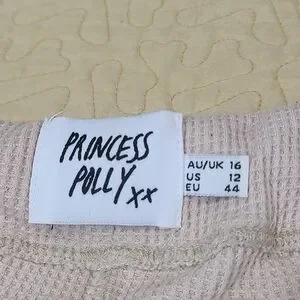 PRINCESS
POLLY xx
AU/UK 16
US 12
EU 44